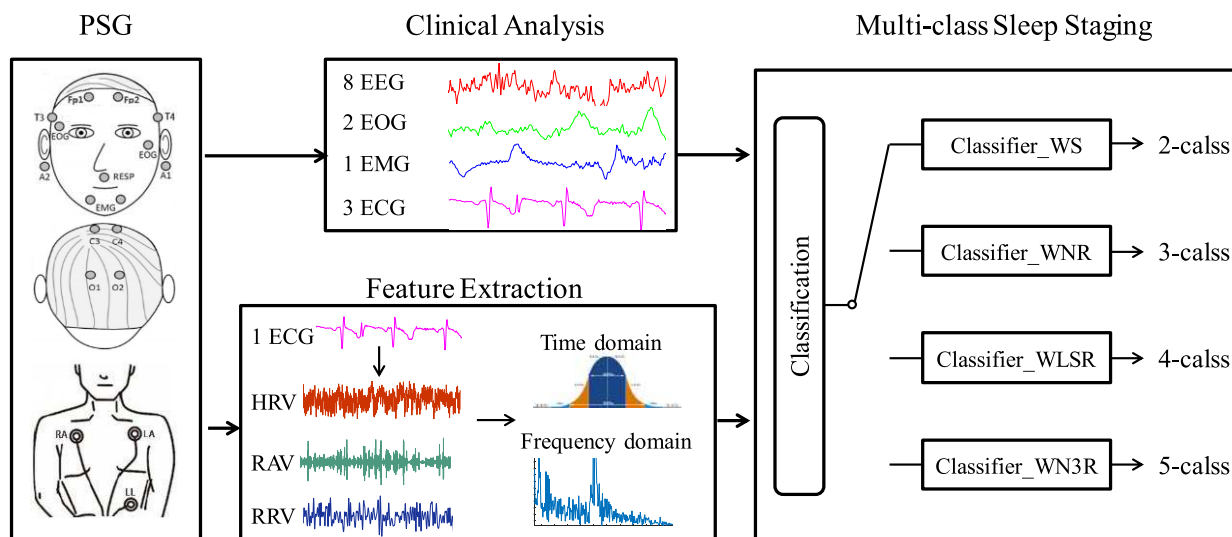 PSG
Clinical Analysis
Multi-class Sleep Staging
Fp1
Fp2
T3
T4
EOG
EOG
A2
RESP
A1
EMG
C3
C4
O1
O2
RA
LA
LL
8 EEG
2 EOG
1 EMG
3 ECG
Feature Extraction
1 ECG
HRV
RAV
RRV
Time domain
Frequency domain
Classification
Classifier_WS
2-calss
Classifier_WNR
3-calss
Classifier_WLSR
4-calss
Classifier_WN3R
5-calss